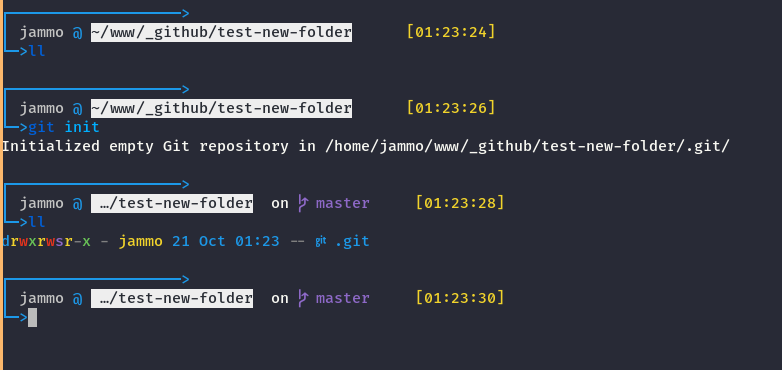 jammo @ ~/www/_github/test-new-folder [01:23:24]
>ll
jammo @ ~/www/_github/test-new-folder [01:23:26]
>git init
Initialized empty Git repository in /home/jammo/www/_github/test-new-folder/.git/
jammo @ …/test-new-folder on master [01:23:28]
>ll
drwxrwsr-x - jammo 21 Oct 01:23 -- git .git
jammo @ …/test-new-folder on master [01:23:30]
>